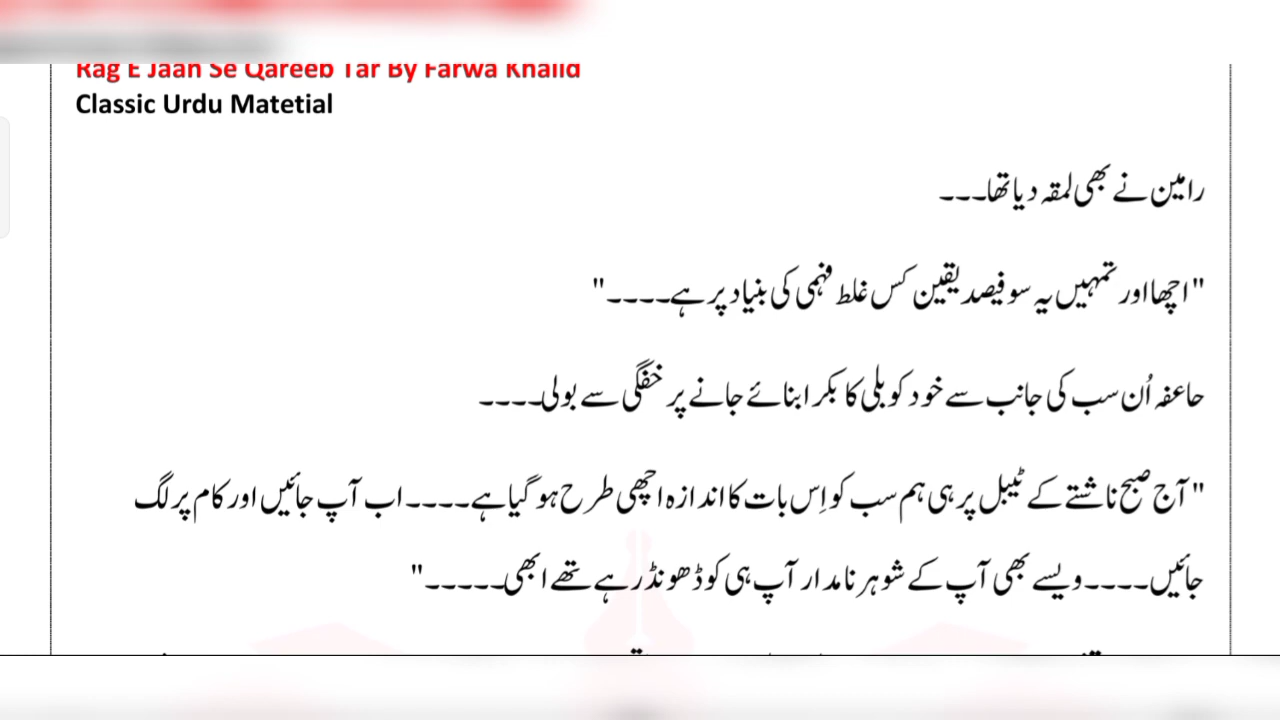 Rag E Jaan Se Qareeb Tar By Farwa Khalid
Classic Urdu Matetial
رامین نے بھی لمقہ دیا تھا۔۔۔
"اچھا اور تمہیں یہ سو فیصد یقین کس غلط فہمی کی بنیاد پر ہے۔۔۔۔"
حاعفہ اُن سب کی جانب سے خود کو بلی کا بکرا بنائے جانے پر خفگی سے بولی۔۔۔۔
"آج صبح ناشتے کے ٹیبل پر ہی ہم سب کو اِس بات کا اندازہ اچھی طرح ہو گیا ہے۔۔۔۔اب آپ جائیں اور کام پر لگ
جائیں۔۔۔۔ویسے بھی آپ کے شوہر نامدار آپ ہی کو ڈھونڈ رہے تھے ابھی۔۔۔۔۔"